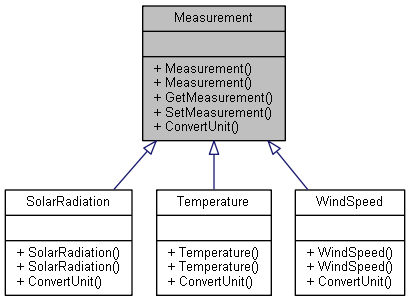 Measurement
+ Measurement()
+ Measurement()
+ GetMeasurement()
+ SetMeasurement()
+ ConvertUnit()
SolarRadiation
+ SolarRadiation()
+ SolarRadiation()
+ ConvertUnit()
Temperature
+ Temperature()
+ Temperature()
+ ConvertUnit()
WindSpeed
+ WindSpeed()
+ WindSpeed()
+ ConvertUnit()